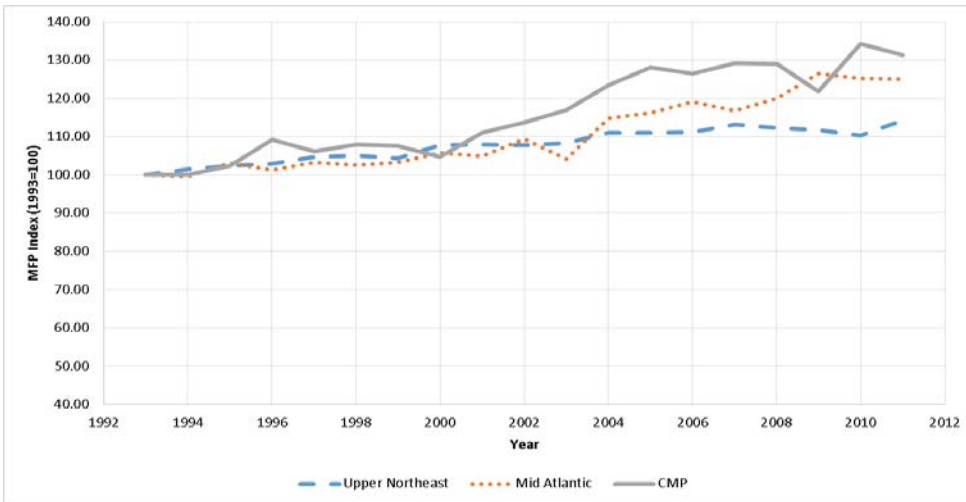 140.00
130.00
120.00
110.00
100.00
90.00
80.00
70.00
60.00
50.00
40.00
MFP Index (1993=100)
1992 1994 1996 1998 2000 2002 2004 2006 2008 2010 2012
Year
Upper Northeast Mid Atlantic CMP